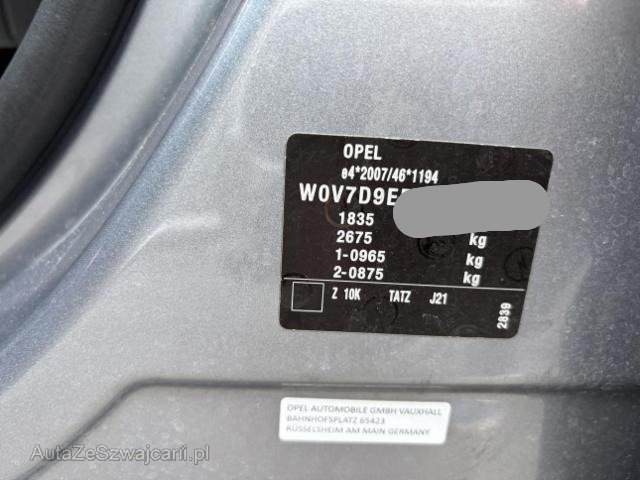 OPEL
e4*2007/46*1194
W0V7D9E
1835
2675 kg
1-0965 kg
2-0875 kg
Z 10K TATZ J21
2839
OPEL AUTOMOBILE GMBH VAUXHALL
BAHNHOFSPLATZ 65423
RÜSSELSHEIM AM MAIN GERMANY
AutaZeSzwajcarii.pl